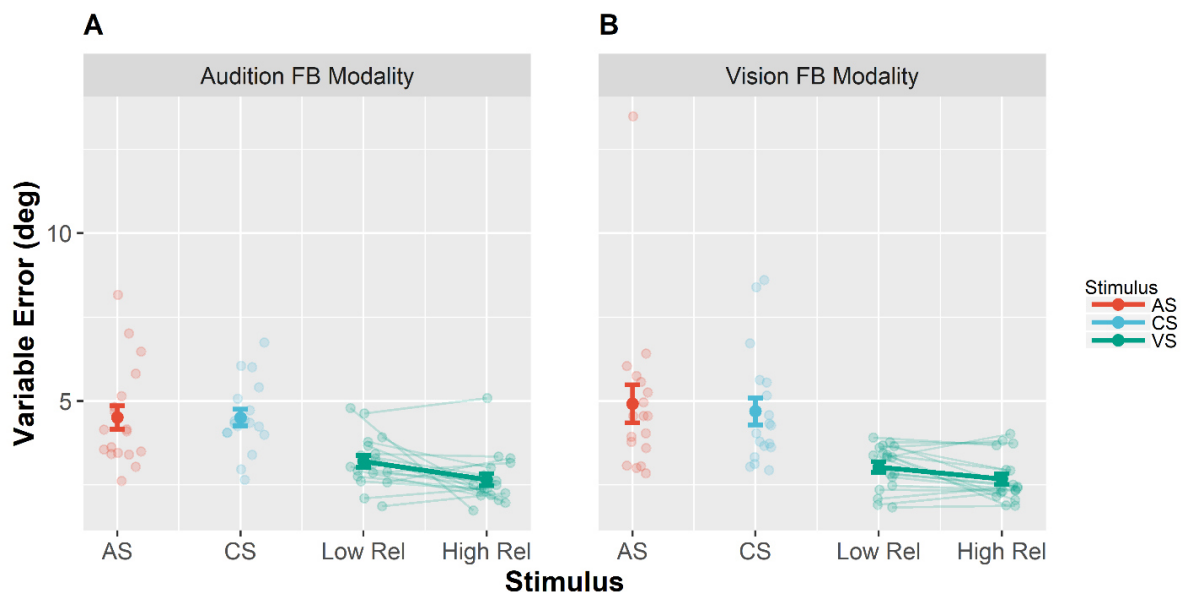 A
B
Audition FB Modality
Vision FB Modality
Variable Error (deg)
10
5
AS
CS
Low Rel
High Rel
AS
CS
Low Rel
High Rel
Stimulus
Stimulus
AS
CS
VS